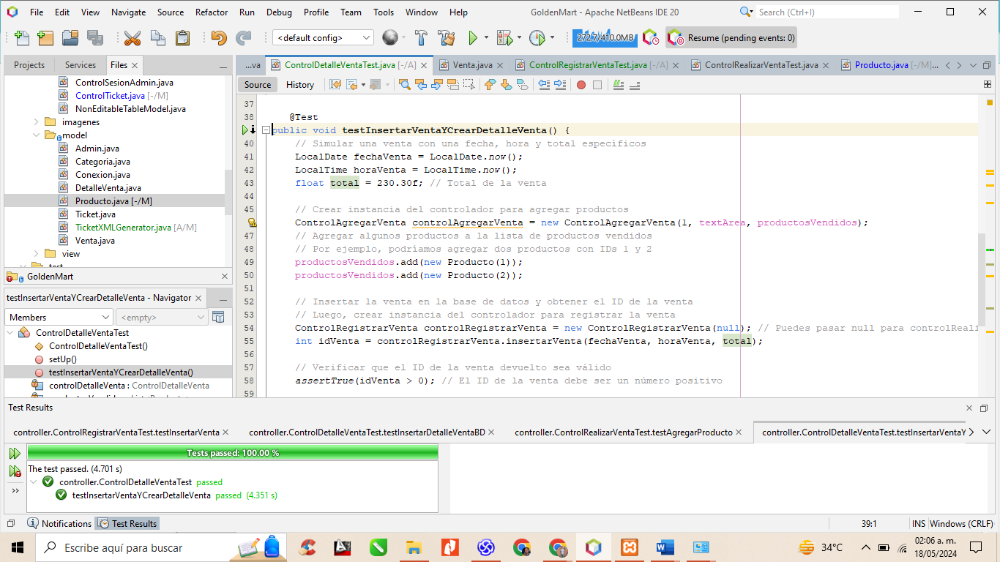 File Edit View Navigate Source Refactor Run Debug Profile Team Tools Window Help
GoldenMart - Apache NetBeans IDE 20
Search (Ctrl+I)
<default config>
272.7/410.0MB
Resume (pending events: 0)
Projects Services Files
...va ControlDetalleVentaTest.java [-/A] Venta.java ControlRegistrarVentaTest.java [-/A] ControlRealizarVentaTest.java Producto.java [-/M]...
Source History
ControlSesionAdmin.java
ControlTicket.java [-/M]
NonEditableTableModel.java
imagenes
model
Admin.java
Categoria.java
Conexion.java
DetalleVenta.java
Producto.java [-/M]
Ticket.java
TicketXMLGenerator.java [A/M]
Venta.java
view
test
GoldenMart
testInsertarVentaYCrearDetalleVenta - Navigator
Members <empty>
ControlDetalleVentaTest
ControlDetalleVentaTest()
setUp()
testInsertarVentaYCrearDetalleVenta()
controlDetalleVenta : ControlDetalleVenta
37
38 @Test
public void testInsertarVentaYCrearDetalleVenta() {
40 // Simular una venta con una fecha, hora y total específicos
41 LocalDate fechaVenta = LocalDate.now();
42 LocalTime horaVenta = LocalTime.now();
43 float total = 230.30f; // Total de la venta
44
45 // Crear instancia del controlador para agregar productos
ControlAgregarVenta controlAgregarVenta = new ControlAgregarVenta(1, textArea, productosVendidos);
47 // Agregar algunos productos a la lista de productos vendidos
48 // Por ejemplo, podríamos agregar dos productos con IDs 1 y 2
49 productosVendidos.add(new Producto(1));
50 productosVendidos.add(new Producto(2));
51
52 // Insertar la venta en la base de datos y obtener el ID de la venta
53 // Luego, crear instancia del controlador para registrar la venta
54 ControlRegistrarVenta controlRegistrarVenta = new ControlRegistrarVenta(null); // Puedes pasar null para controlReali
55 int idVenta = controlRegistrarVenta.insertarVenta(fechaVenta, horaVenta, total);
56
57 // Verificar que el ID de la venta devuelto sea válido
58 assertTrue(idVenta > 0); // El ID de la venta debe ser un número positivo
59
Test Results
controller.ControlRegistrarVentaTest.testInsertarVenta controller.ControlDetalleVentaTest.testInsertarDetalleVentaBD controller.ControlRealizarVentaTest.testAgregarProducto controller.ControlDetalleVentaTest.testInsertarVentaY
Tests passed: 100.00 %
The test passed. (4.701 s)
controller.ControlDetalleVentaTest passed
testInsertarVentaYCrearDetalleVenta passed (4.351 s)
Notifications Test Results
39:1 INS Windows (CRLF)
Escribe aquí para buscar
34°C
02:06 a. m.
18/05/2024